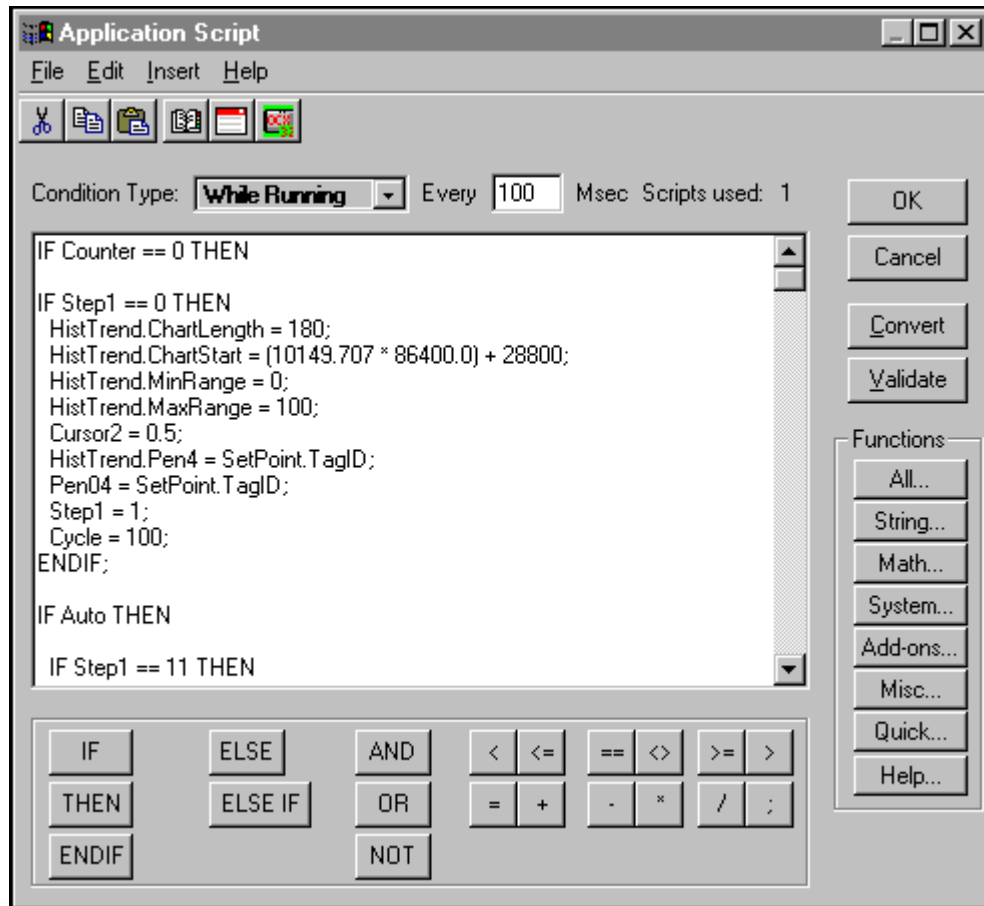 Application Script
File Edit Insert Help
Condition Type: While Running Every 100 Msec Scripts used: 1
IF Counter == 0 THEN
IF Step1 == 0 THEN
HistTrend.ChartLength = 180;
HistTrend.ChartStart = (10149.707 * 86400.0) + 28800;
HistTrend.MinRange = 0;
HistTrend.MaxRange = 100;
Cursor2 = 0.5;
HistTrend.Pen4 = SetPoint.TagID;
Pen04 = SetPoint.TagID;
Step1 = 1;
Cycle = 100;
ENDIF;
IF Auto THEN
IF Step1 == 11 THEN
OK
Cancel
Convert
Validate
Functions
All...
String...
Math...
System...
Add-ons...
Misc...
Quick...
Help...
IF ELSE AND < <= == <> >= >
THEN ELSE IF OR = + - * / ;
ENDIF NOT